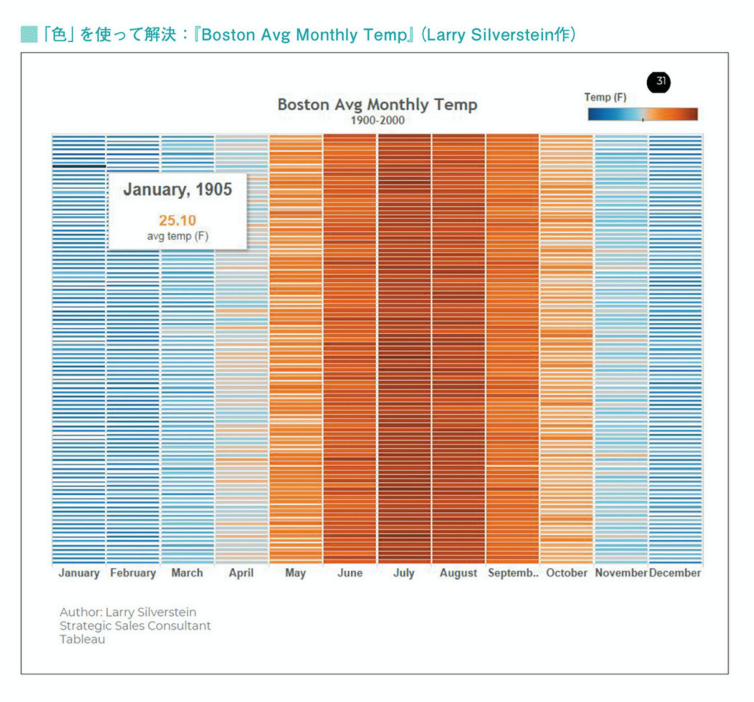 「色」を使って解決：『Boston Avg Monthly Temp』（Larry Silverstein作）
31
Boston Avg Monthly Temp
1900-2000
Temp (F)
January, 1905
25.10
avg temp (F)
January February March April May June July August Septemb.. October November December
Author: Larry Silverstein
Strategic Sales Consultant
Tableau